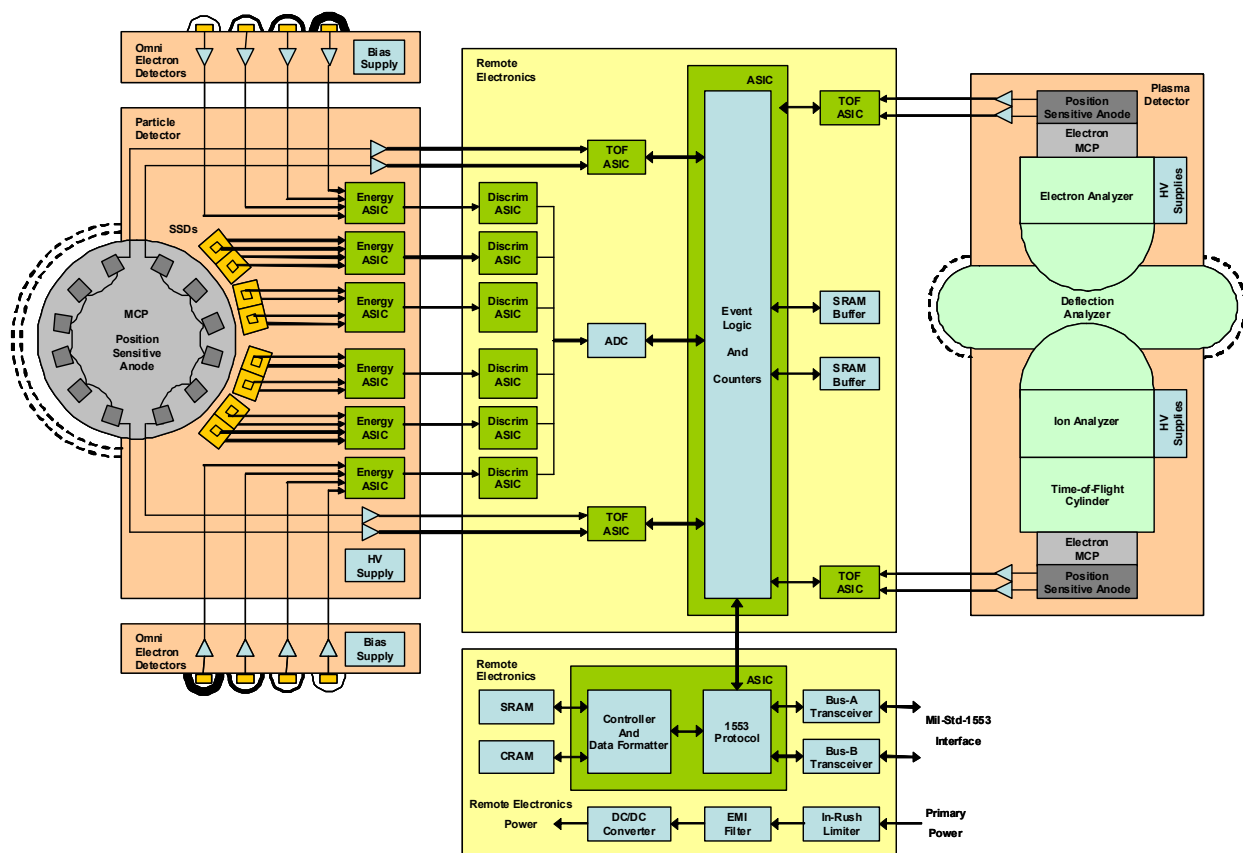 Omni
Electron
Detectors
Bias
Supply
Particle
Detector
SSDs
MCP
Position
Sensitive
Anode
Energy
ASIC
Energy
ASIC
Energy
ASIC
Energy
ASIC
Energy
ASIC
Energy
ASIC
HV
Supply
Omni
Electron
Detectors
Bias
Supply
Remote
Electronics
TOF
ASIC
Discrim
ASIC
Discrim
ASIC
Discrim
ASIC
Discrim
ASIC
Discrim
ASIC
Discrim
ASIC
ADC
TOF
ASIC
ASIC
Event
Logic
And
Counters
TOF
ASIC
SRAM
Buffer
SRAM
Buffer
TOF
ASIC
Plasma
Detector
Position
Sensitive Anode
Electron
MCP
Electron Analyzer
HV
Supplies
Deflection
Analyzer
Ion Analyzer
HV
Supplies
Time-of-Flight
Cylinder
Electron
MCP
Position
Sensitive Anode
Remote
Electronics
ASIC
SRAM
CRAM
Controller
And
Data Formatter
1553
Protocol
Bus-A
Transceiver
Bus-B
Transceiver
Mil-Std-1553
Interface
Remote Electronics
Power
DC/DC
Converter
EMI
Filter
In-Rush
Limiter
Primary
Power